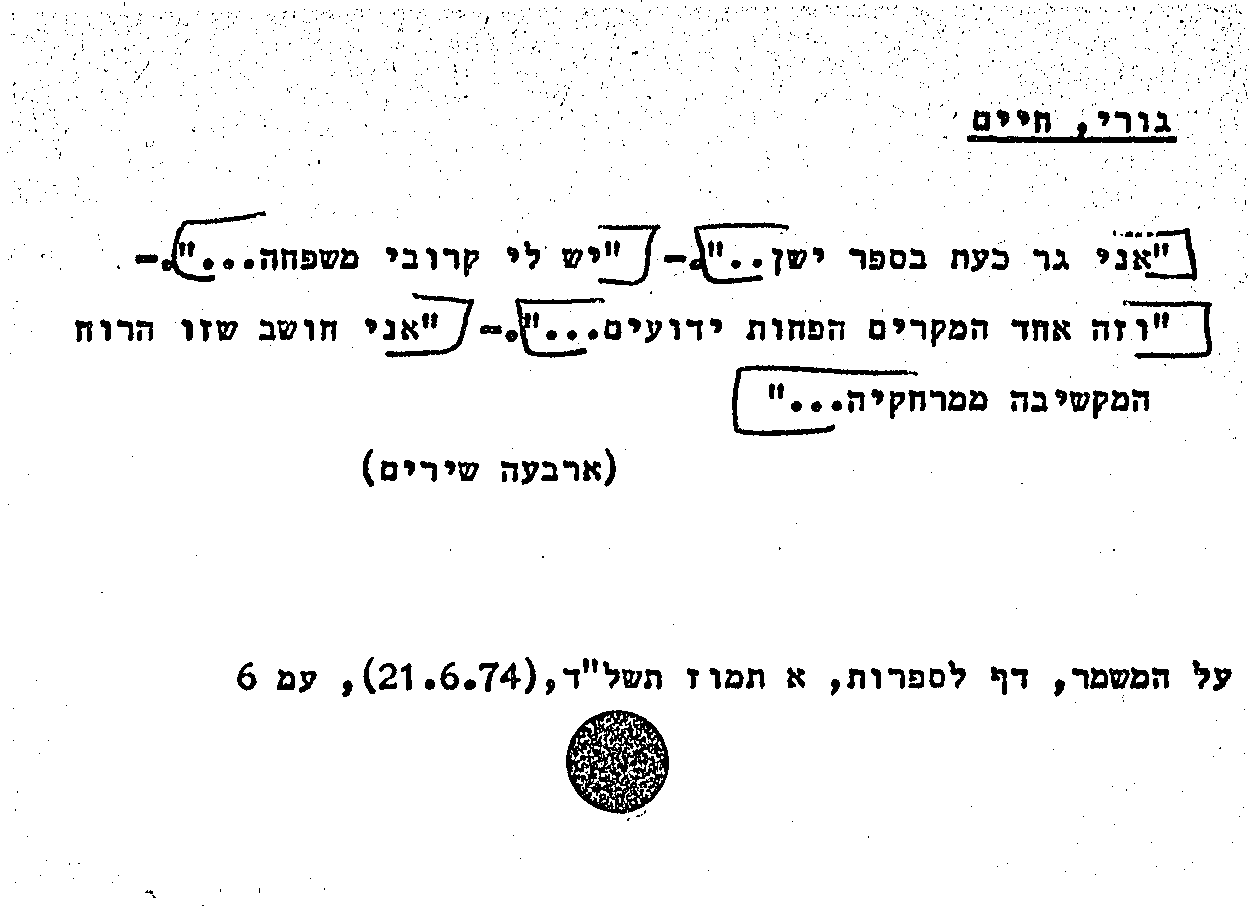 גורי, חיים
"אני גר כעת בספר ישן..".- "יש לי קרובי משפחה...".-
"וזה אחד המקרים הפחות ידועים...".- "אני חושב שזו הרוח
המקשיבה ממרחקיה..."
(ארבעה שירים)
על המשמר, דף לספרות, א תמוז תשל"ד,(21.6.74), עמ 6